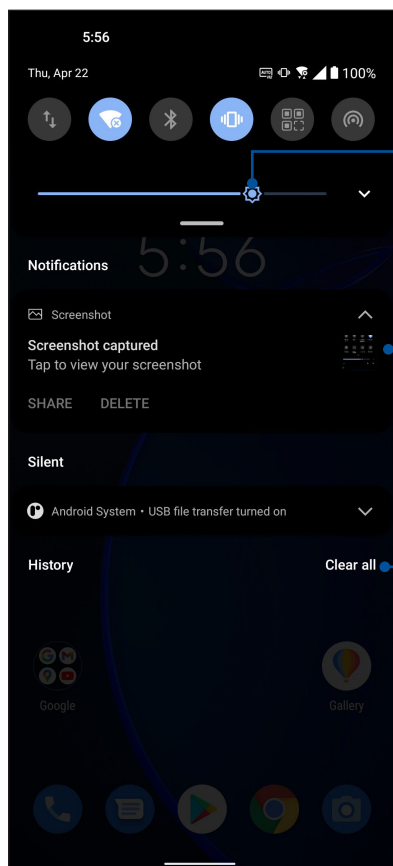 5:56
Thu, Apr 22
100%
5:56
Notifications
Screenshot
Screenshot captured
Tap to view your screenshot
SHARE DELETE
Silent
Android System • USB file transfer turned on
History Clear all
Google Gallery